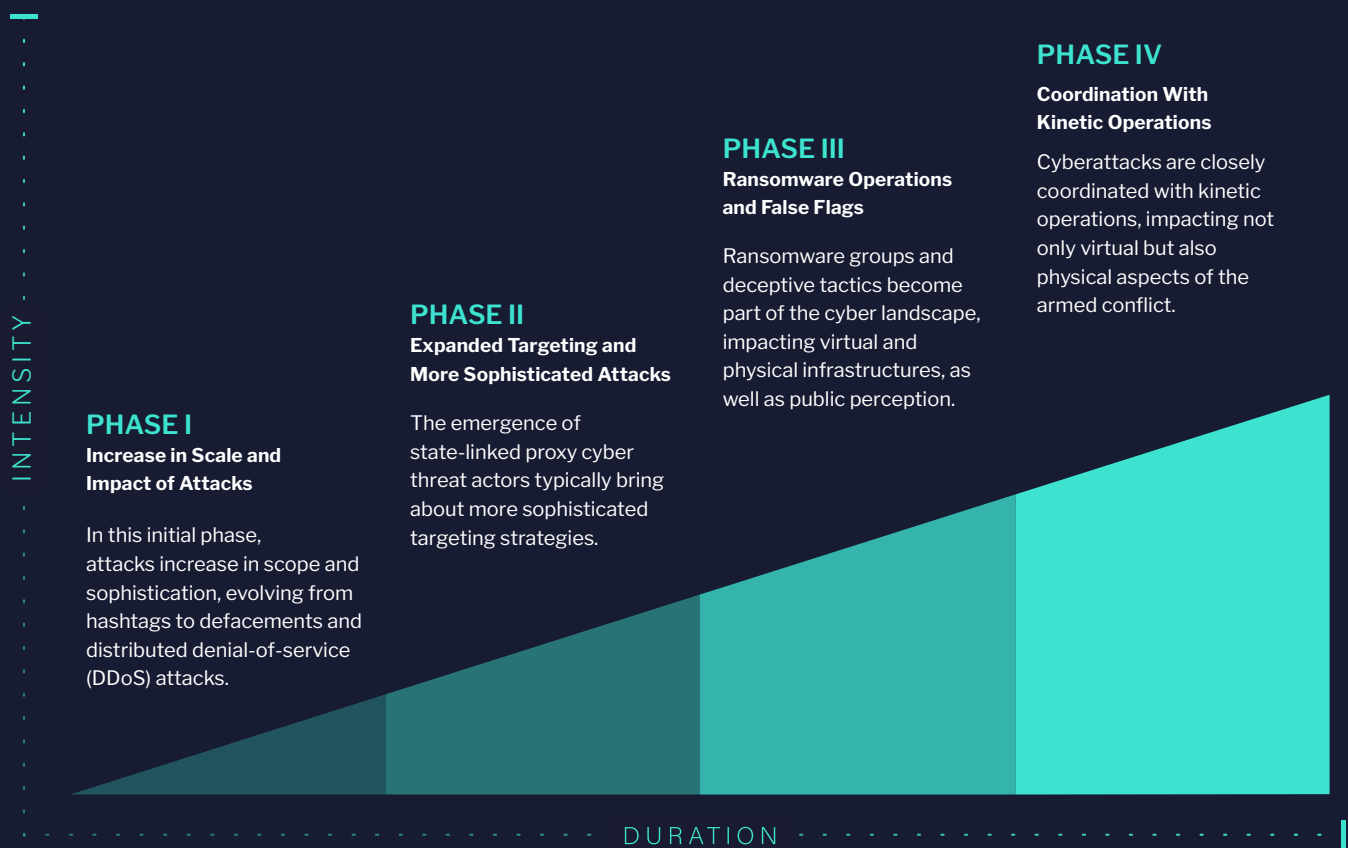 PHASE I
Increase in Scale and
Impact of Attacks
In this initial phase,
attacks increase in scope and
sophistication, evolving from
hashtags to defacements and
distributed denial-of-service
(DDoS) attacks.
PHASE II
Expanded Targeting and
More Sophisticated Attacks
The emergence of
state-linked proxy cyber
threat actors typically bring
about more sophisticated
targeting strategies.
PHASE III
Ransomware Operations
and False Flags
Ransomware groups and
deceptive tactics become
part of the cyber landscape,
impacting virtual and
physical infrastructures, as
well as public perception.
PHASE IV
Coordination With
Kinetic Operations
Cyberattacks are closely
coordinated with kinetic
operations, impacting not
only virtual but also
physical aspects of the
armed conflict.
INTENSITY
DURATION